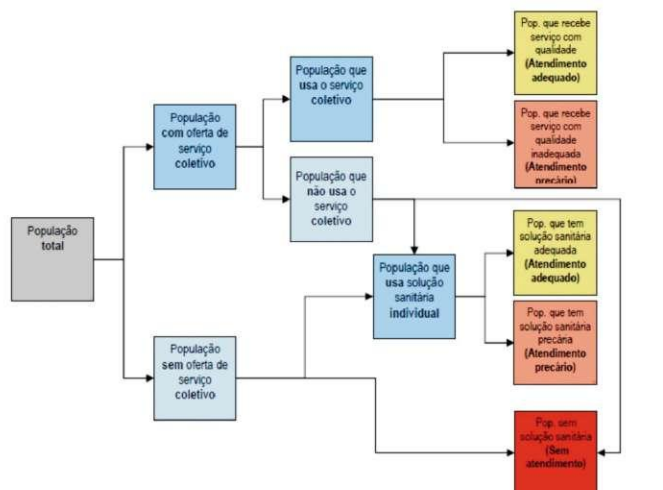 População
total
População
com oferta de
serviço
coletivo
População
sem oferta de
serviço
coletivo
População que
usa o serviço
coletivo
População que
não usa o
serviço
coletivo
População que
usa solução
sanitária
individual
Pop. que recebe
serviço com
qualidade
(Atendimento
adequado)
Pop. que recebe
serviço com
qualidade
inadequada
(Atendimento
precário)
Pop. que tem
solução sanitária
adequada
(Atendimento
adequado)
Pop. que tem
solução sanitária
precária
(Atendimento
precário)
Pop. sem
solução sanitária
(Sem
atendimento)